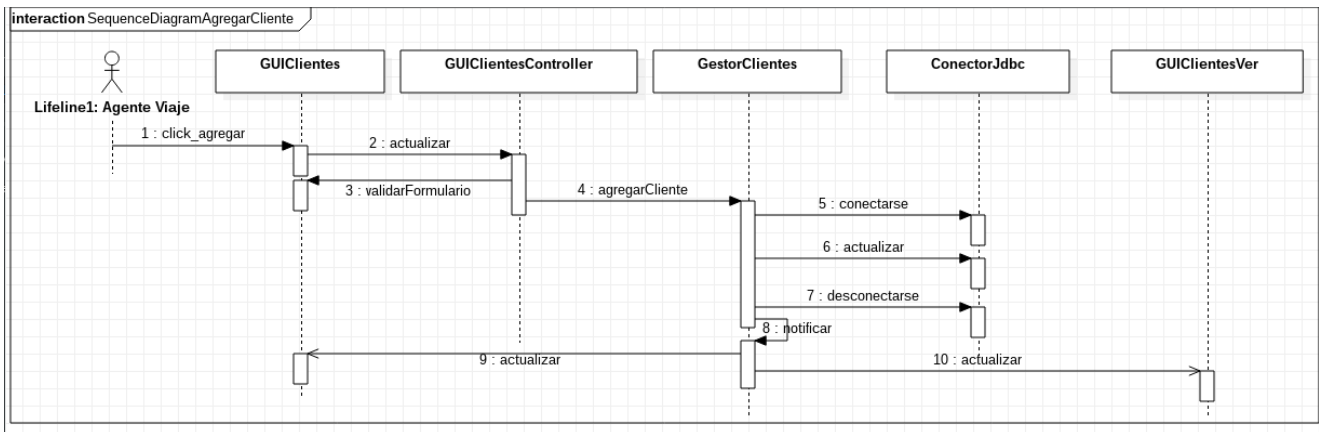 interaction SequenceDiagramAgregarCliente
GUIClientes
GUIClientesController
GestorClientes
ConectorJdbc
GUIClientesVer
Lifeline1: Agente Viaje
1 : click_agregar
2 : actualizar
3 : validarFormulario
4 : agregarCliente
5 : conectarse
6 : actualizar
7 : desconectarse
8 : notificar
9 : actualizar
10 : actualizar